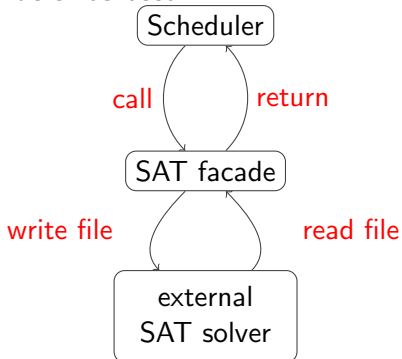 Scheduler
call
return
SAT facade
write file
read file
external
SAT solver